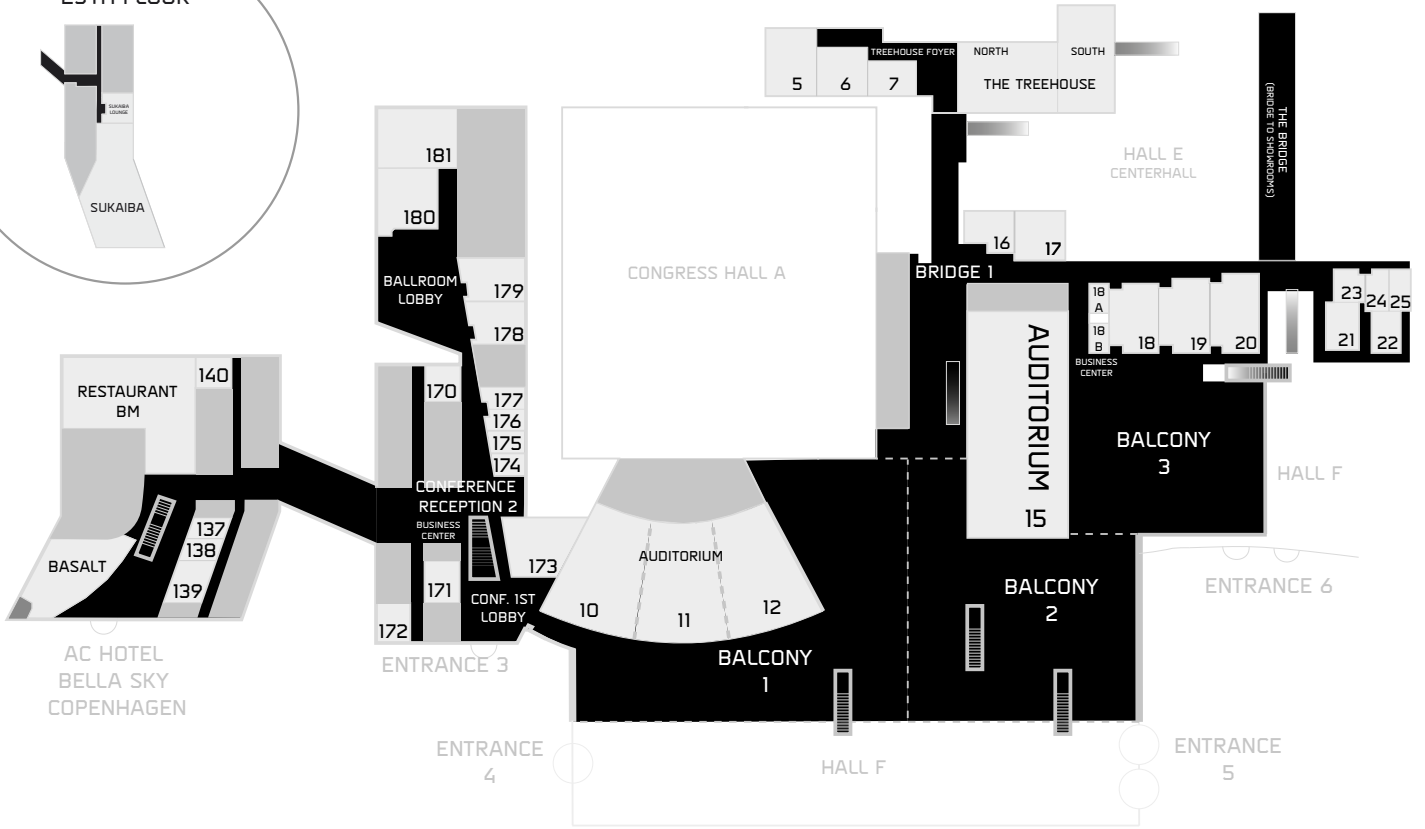 SUKAIBA
LOUNGE
SUKAIBA
TREEHOUSE FOYER
NORTH
SOUTH
THE TREEHOUSE
5
6
7
THE BRIDGE
(BRIDGE TO SHOWROOMS)
HALL E
CENTERHALL
181
180
BALLROOM
LOBBY
179
178
177
176
175
174
CONGRESS HALL A
BRIDGE 1
16
17
18
A
18
B
BUSINESS
CENTER
18
19
20
23
24
25
21
22
AUDITORIUM
15
BALCONY
3
HALL F
ENTRANCE 6
RESTAURANT
BM
140
170
CONFERENCE
RECEPTION 2
BUSINESS
CENTER
137
138
139
BASALT
171
172
173
CONF. 1ST
LOBBY
AUDITORIUM
10
11
12
BALCONY
1
BALCONY
2
AC HOTEL
BELLA SKY
COPENHAGEN
ENTRANCE 3
ENTRANCE
4
HALL F
ENTRANCE
5